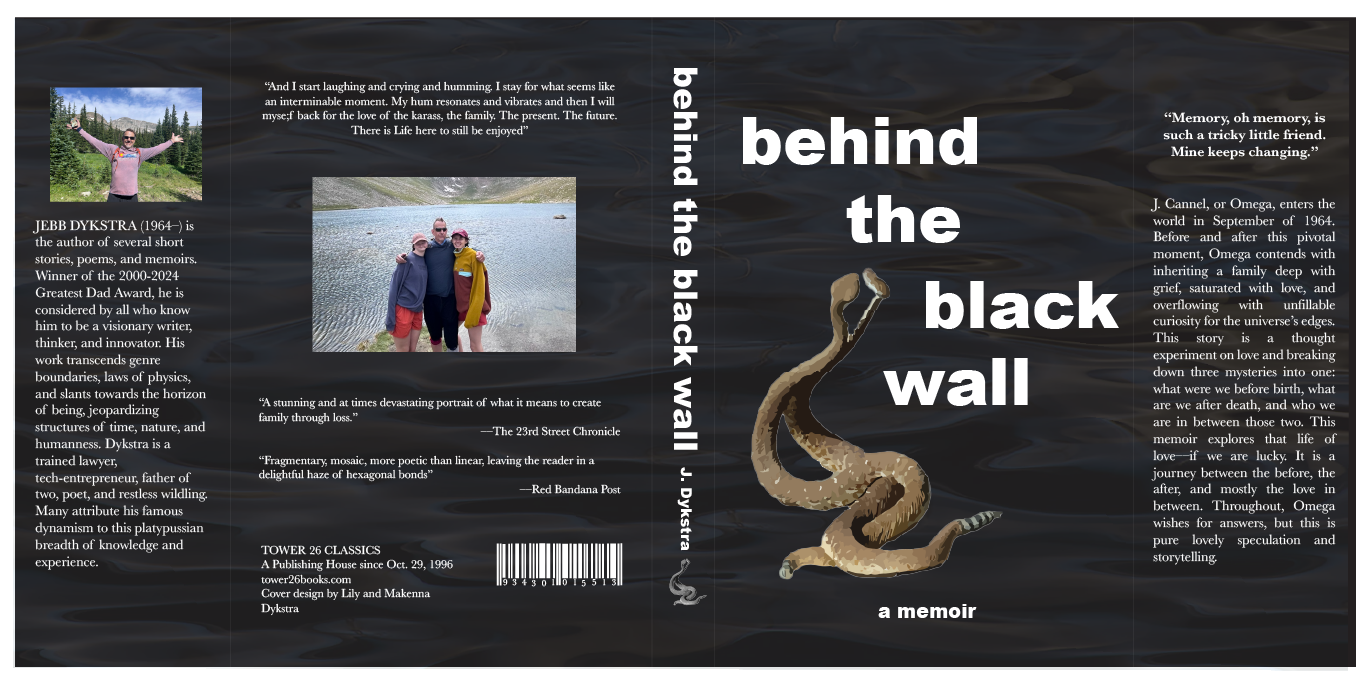 JEBB DYKSTRA (1964–) is
the author of several short
stories, poems, and memoirs.
Winner of the 2000-2024
Greatest Dad Award, he is
considered by all who know
him to be a visionary writer,
thinker, and innovator. His
work transcends genre
boundaries, laws of physics,
and slants towards the horizon
of being, jeopardizing
structures of time, nature, and
humanness. Dykstra is a
trained lawyer,
tech-entrepreneur, father of
two, poet, and restless wildling.
Many attribute his famous
dynamism to this platypussian
breadth of knowledge and
experience.
“And I start laughing and crying and humming. I stay for what seems like
an interminable moment. My hum resonates and vibrates and then I will
myse;f back for the love of the karass, the family. The present. The future.
There is Life here to still be enjoyed”
“A stunning and at times devastating portrait of what it means to create
family through loss.”
—The 23rd Street Chronicle
“Fragmentary, mosaic, more poetic than linear, leaving the reader in a
delightful haze of hexagonal bonds”
—Red Bandana Post
TOWER 26 CLASSICS
A Publishing House since Oct. 29, 1996
tower26books.com
Cover design by Lily and Makenna
Dykstra
934301015513
behind the black wall J. Dykstra
behind
the
black
wall
a memoir
“Memory, oh memory, is
such a tricky little friend.
Mine keeps changing.”
J. Cannel, or Omega, enters the
world in September of 1964.
Before and after this pivotal
moment, Omega contends with
inheriting a family deep with
grief, saturated with love, and
overflowing with unfillable
curiosity for the universe’s edges.
This story is a thought
experiment on love and breaking
down three mysteries into one:
what were we before birth, what
are we after death, and who we
are in between those two. This
memoir explores that life of
love—if we are lucky. It is a
journey between the before, the
after, and mostly the love in
between. Throughout, Omega
wishes for answers, but this is
pure lovely speculation and
storytelling.